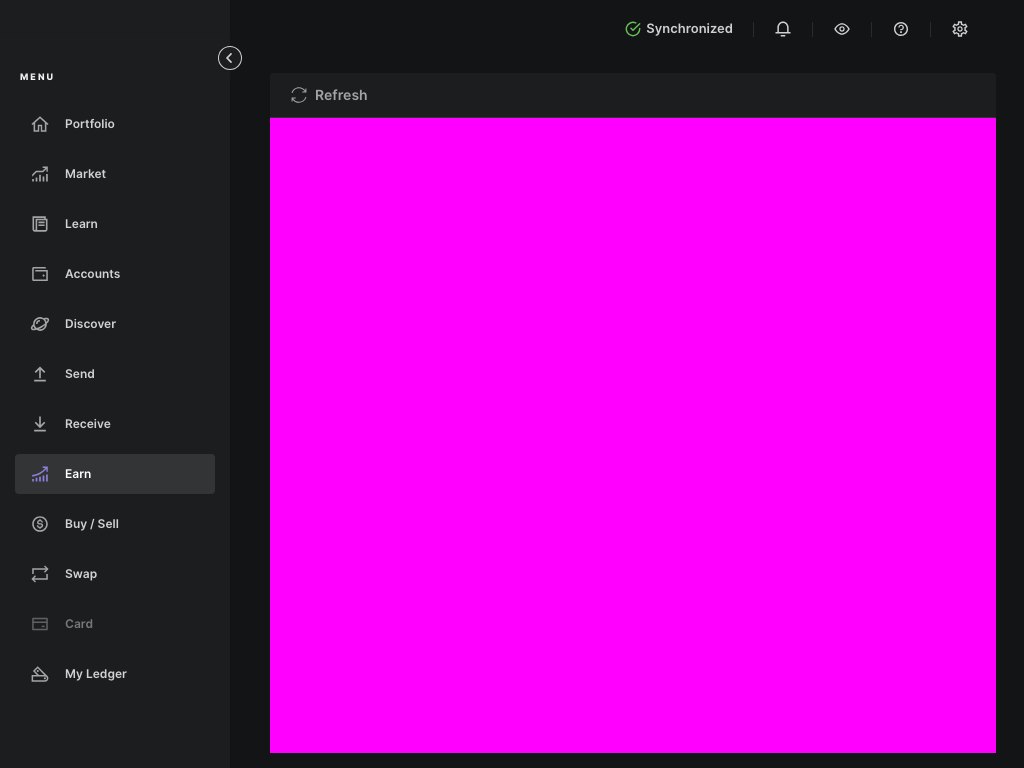 Synchronized
MENU
Refresh
Portfolio
Market
Learn
Accounts
Discover
Send
Receive
Earn
Buy / Sell
Swap
Card
My Ledger